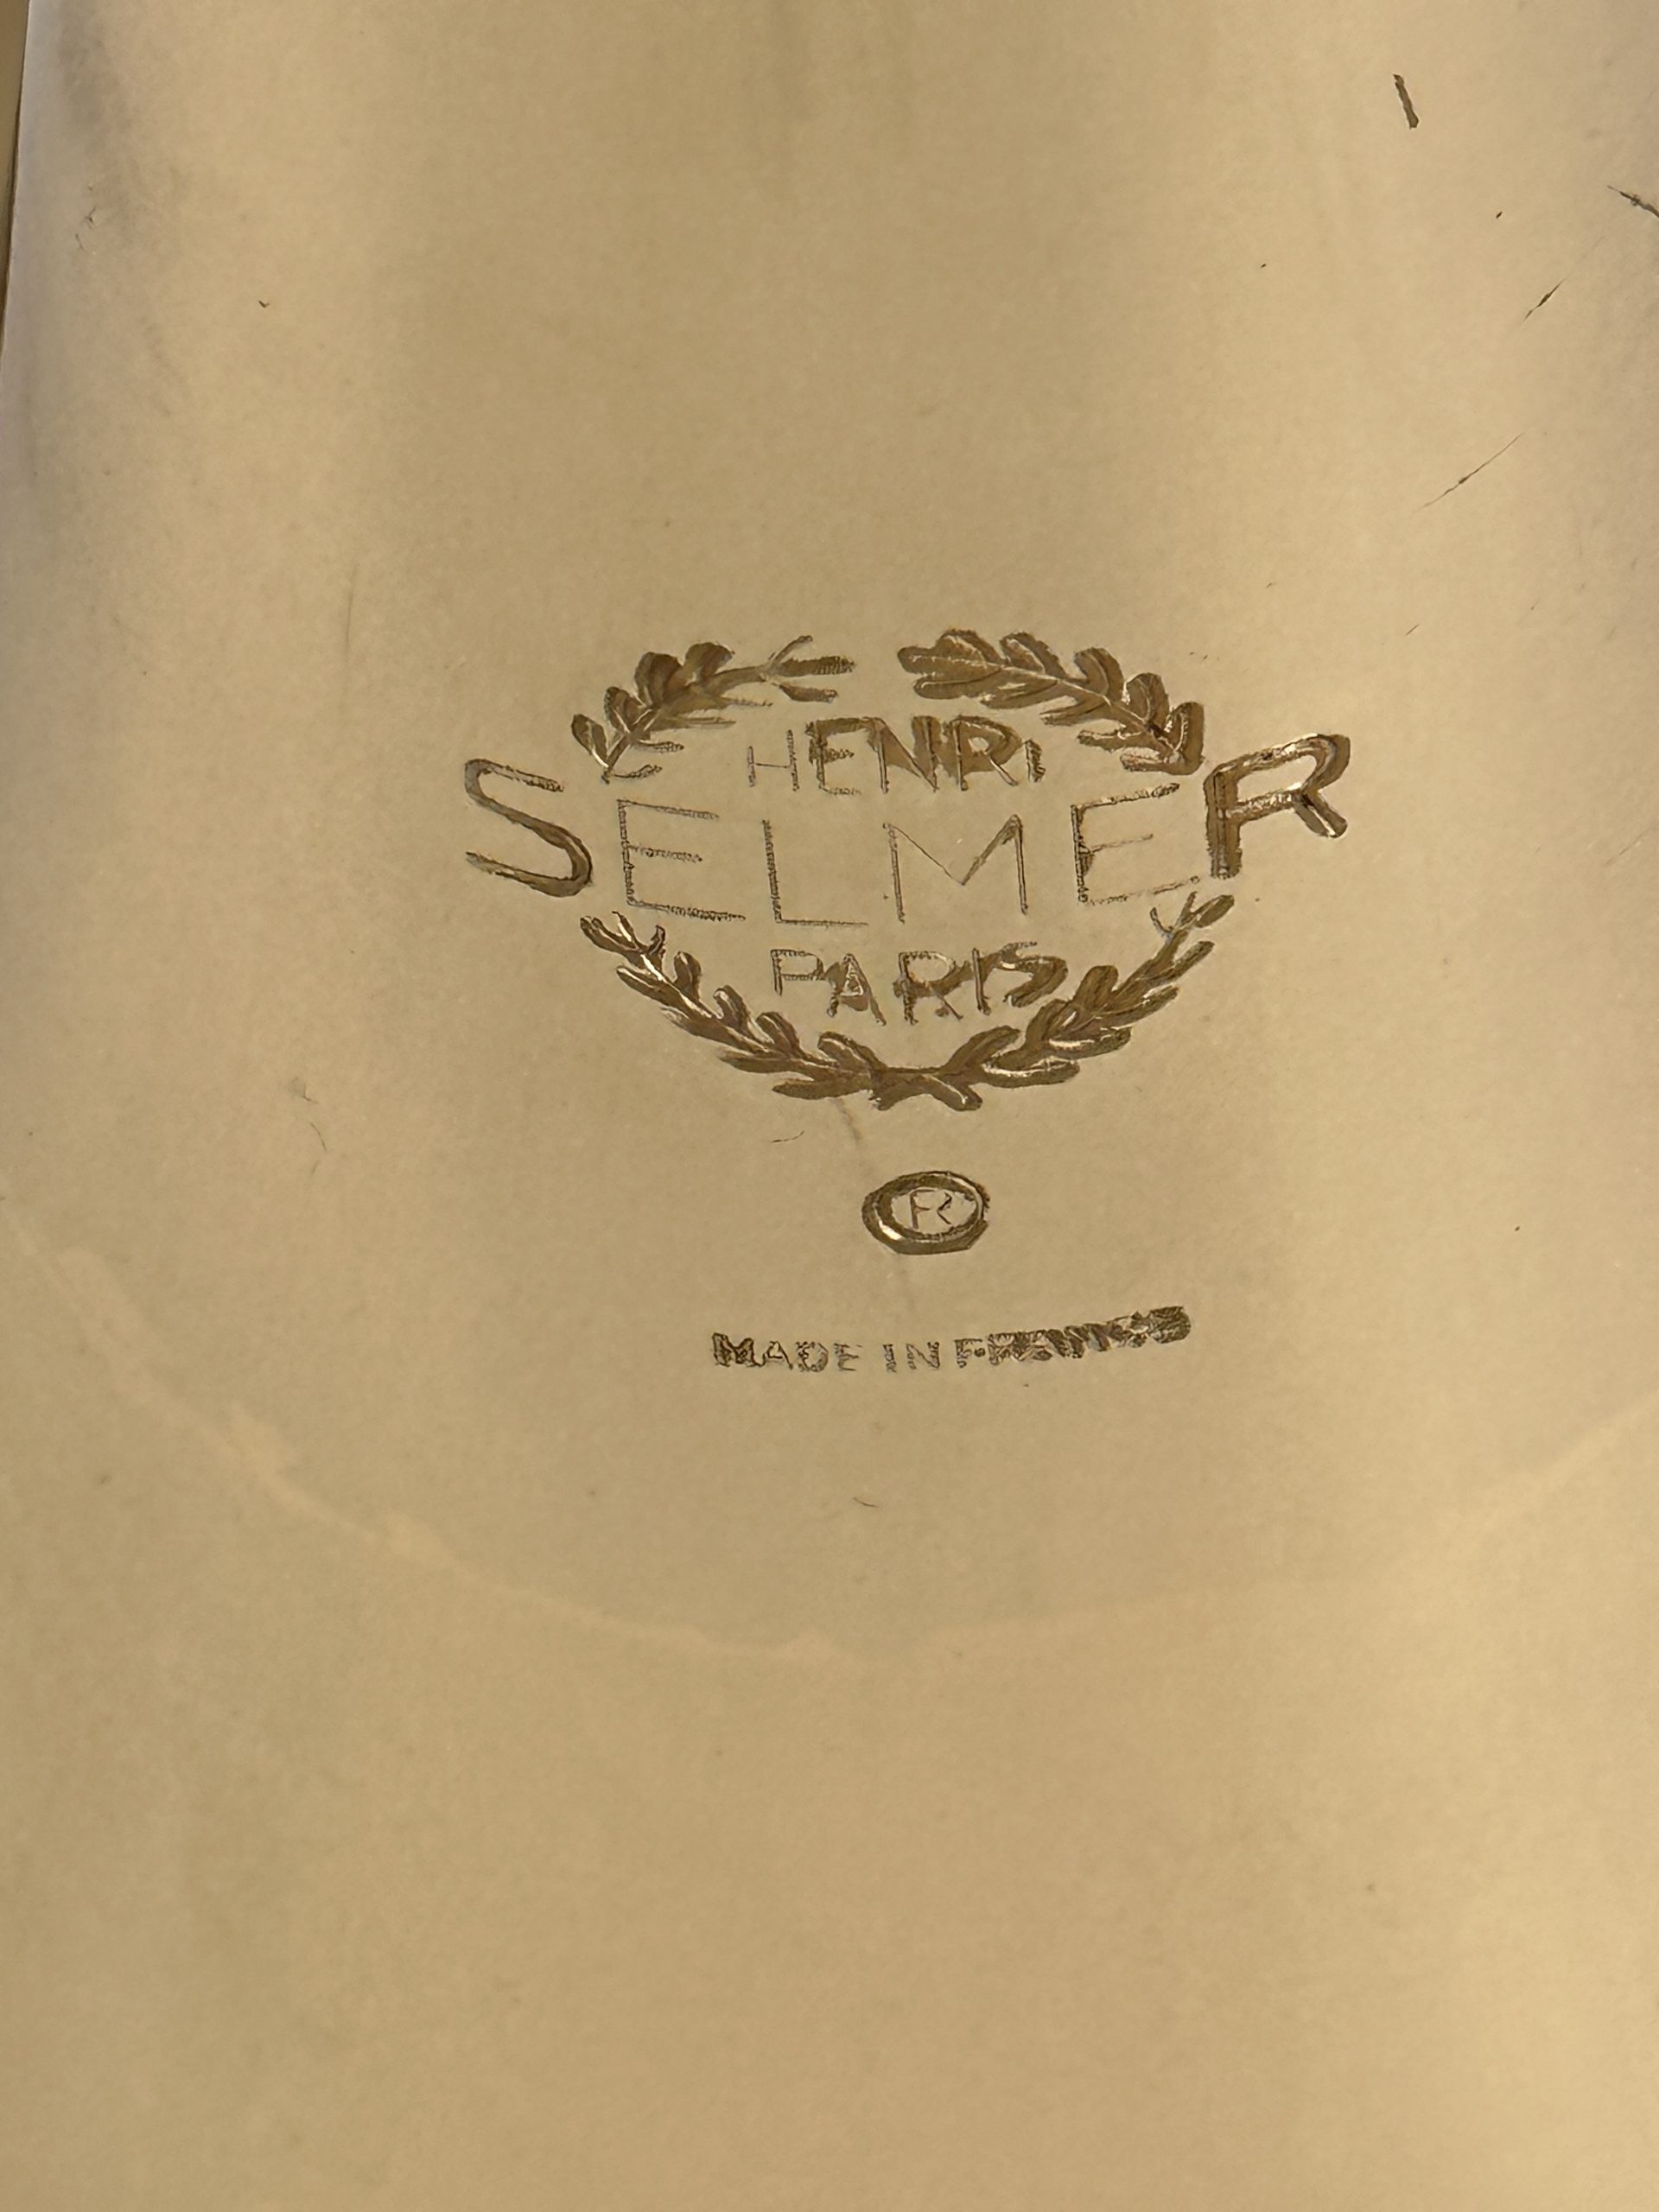 HENRI
SELMER
PARIS
®
MADE IN FRANCE